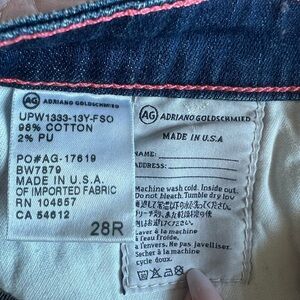 AG ADRIANO GOLDSCHMIED
UPW1333-13Y-FSO
98% COTTON
2% PU
PO#AG-17619
BW7879
MADE IN U.S.A
OF IMPORTED FABRIC
RN 104857
CA 54612
28R
AG ADRIANO GOLDSCHMIED
MADE IN U.S.A
NAME:
ADDRESS:
Machine wash cold. Inside out.
Do not bleach. Tumble dry low
Laver à la machine
à l'eau froide.
à l'envers. Ne pas javelliser.
Sécher à la machine
cycle doux.